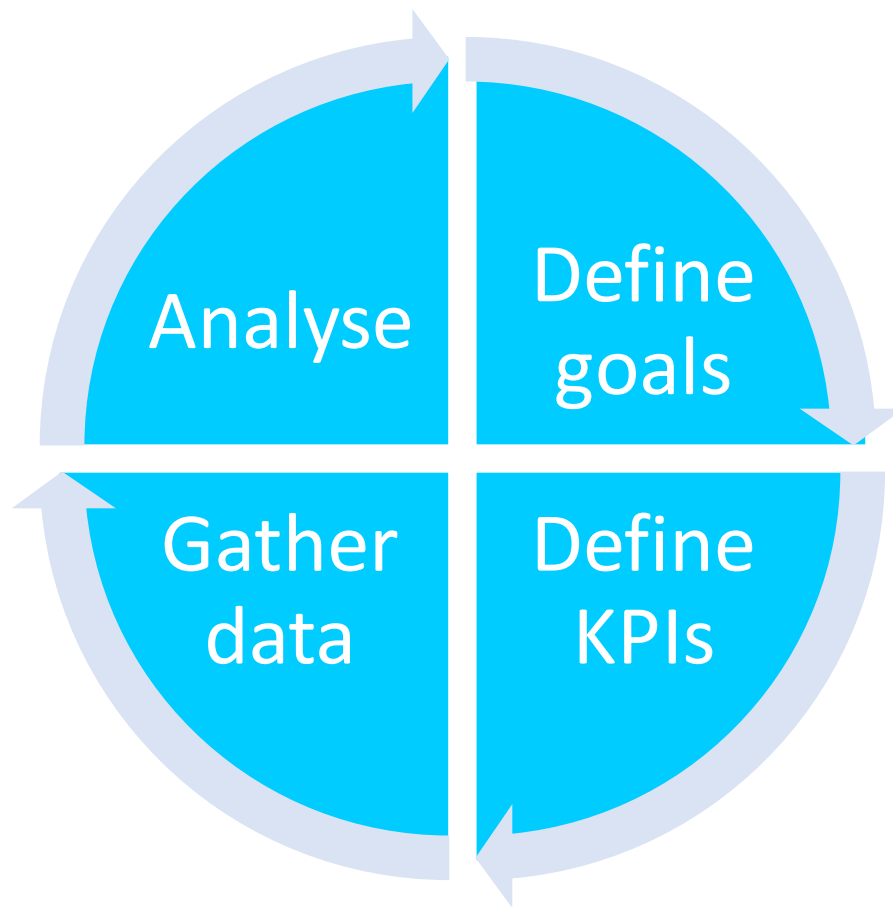 Analyse
Define
goals
Gather
data
Define
KPIs